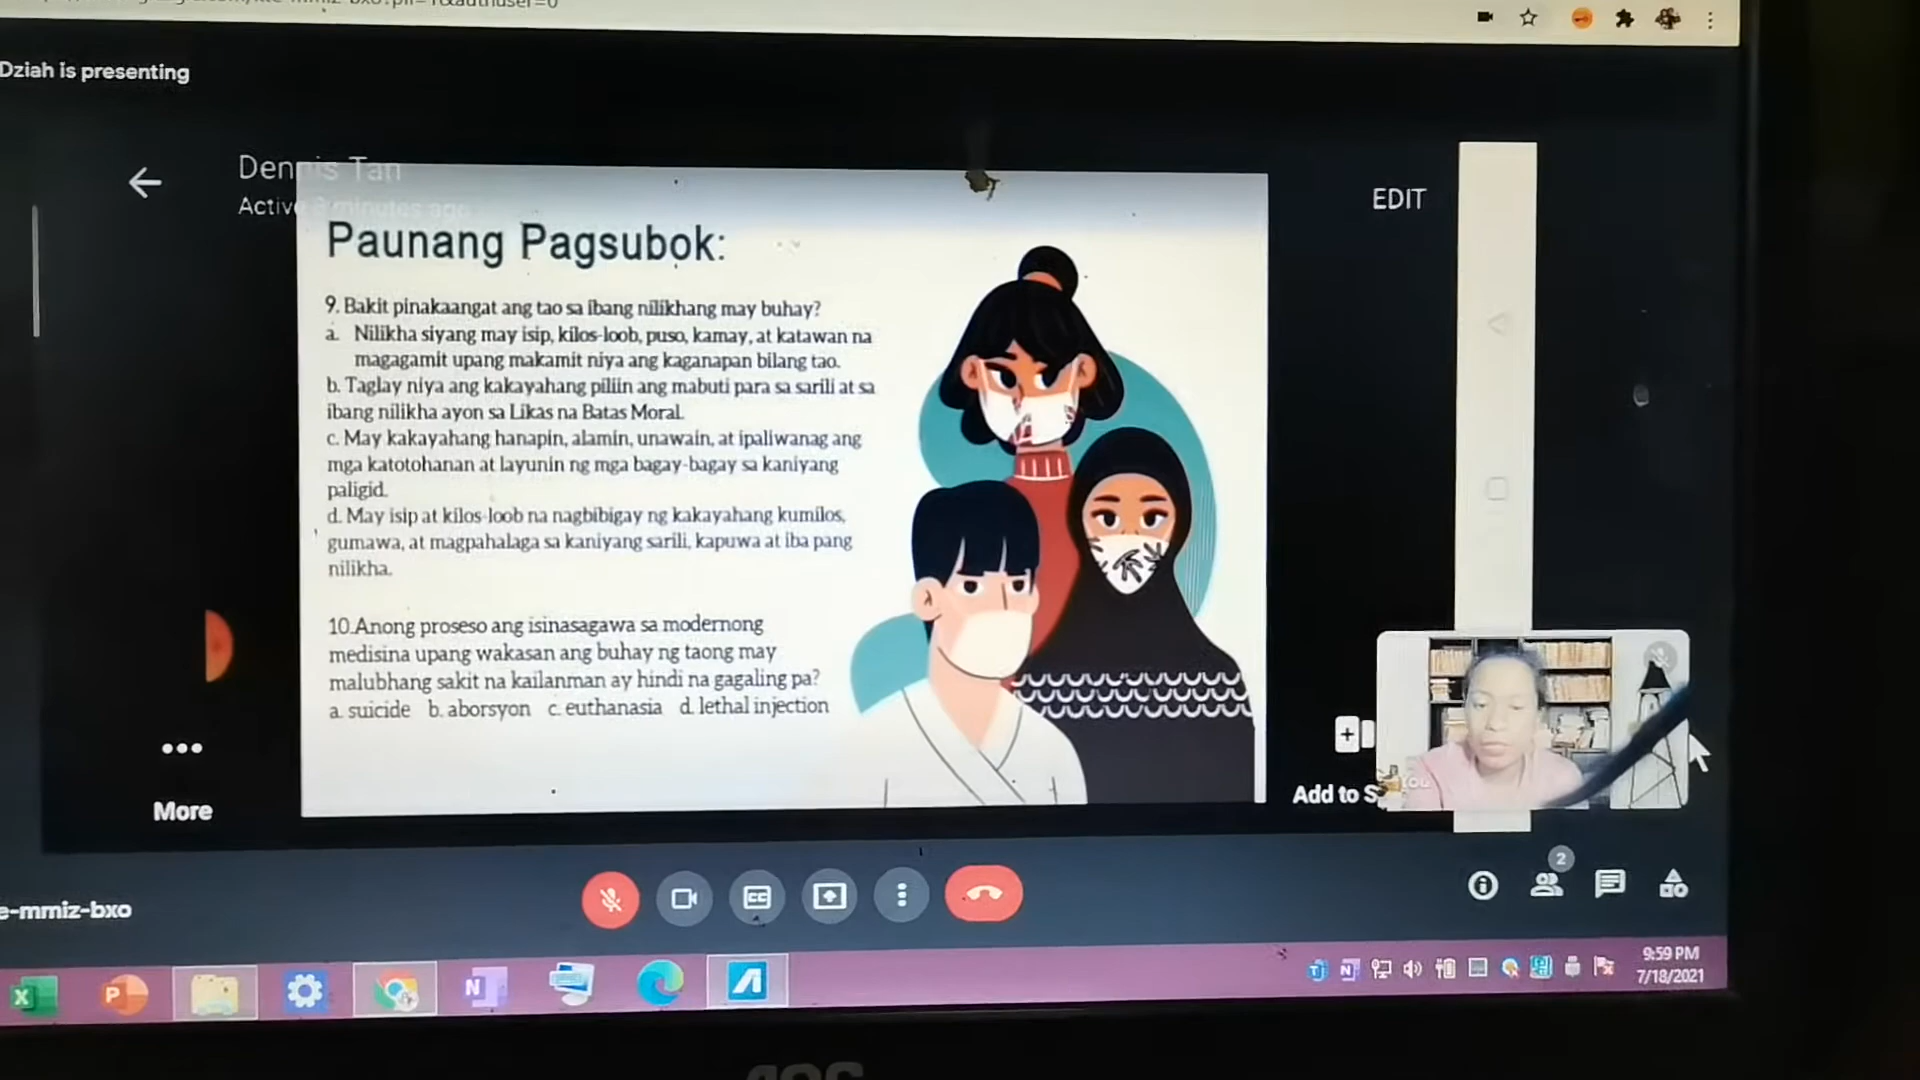 Dziah is presenting
Dennis Tan
Active 3 minutes ago
EDIT
Paunang Pagsubok:
9. Bakit pinakaangat ang tao sa ibang nilikhang may buhay?
a. Nilikha siyang may isip, kilos-loob, puso, kamay, at katawan na
magagamit upang makamit niya ang kaganapan bilang tao.
b. Taglay niya ang kakayahang piliin ang mabuti para sa sarili at sa
ibang nilikha ayon sa Likas na Batas Moral.
c. May kakayahang hanapin, alamin, unawain, at ipaliwanag ang
mga katotohanan at layunin ng mga bagay-bagay sa kaniyang
paligid.
d. May isip at kilos-loob na nagbibigay ng kakayahang kumilos,
gumawa, at magpahalaga sa kaniyang sarili, kapuwa at iba pang
nilikha.
10.Anong proseso ang isinasagawa sa modernong
medisina upang wakasan ang buhay ng taong may
malubhang sakit na kailanman ay hindi na gagaling pa?
a. suicide b. aborsyon c. euthanasia d. lethal injection
More
Add to S
You
2
e-mmiz-bxo
9:59 PM
7/18/2021